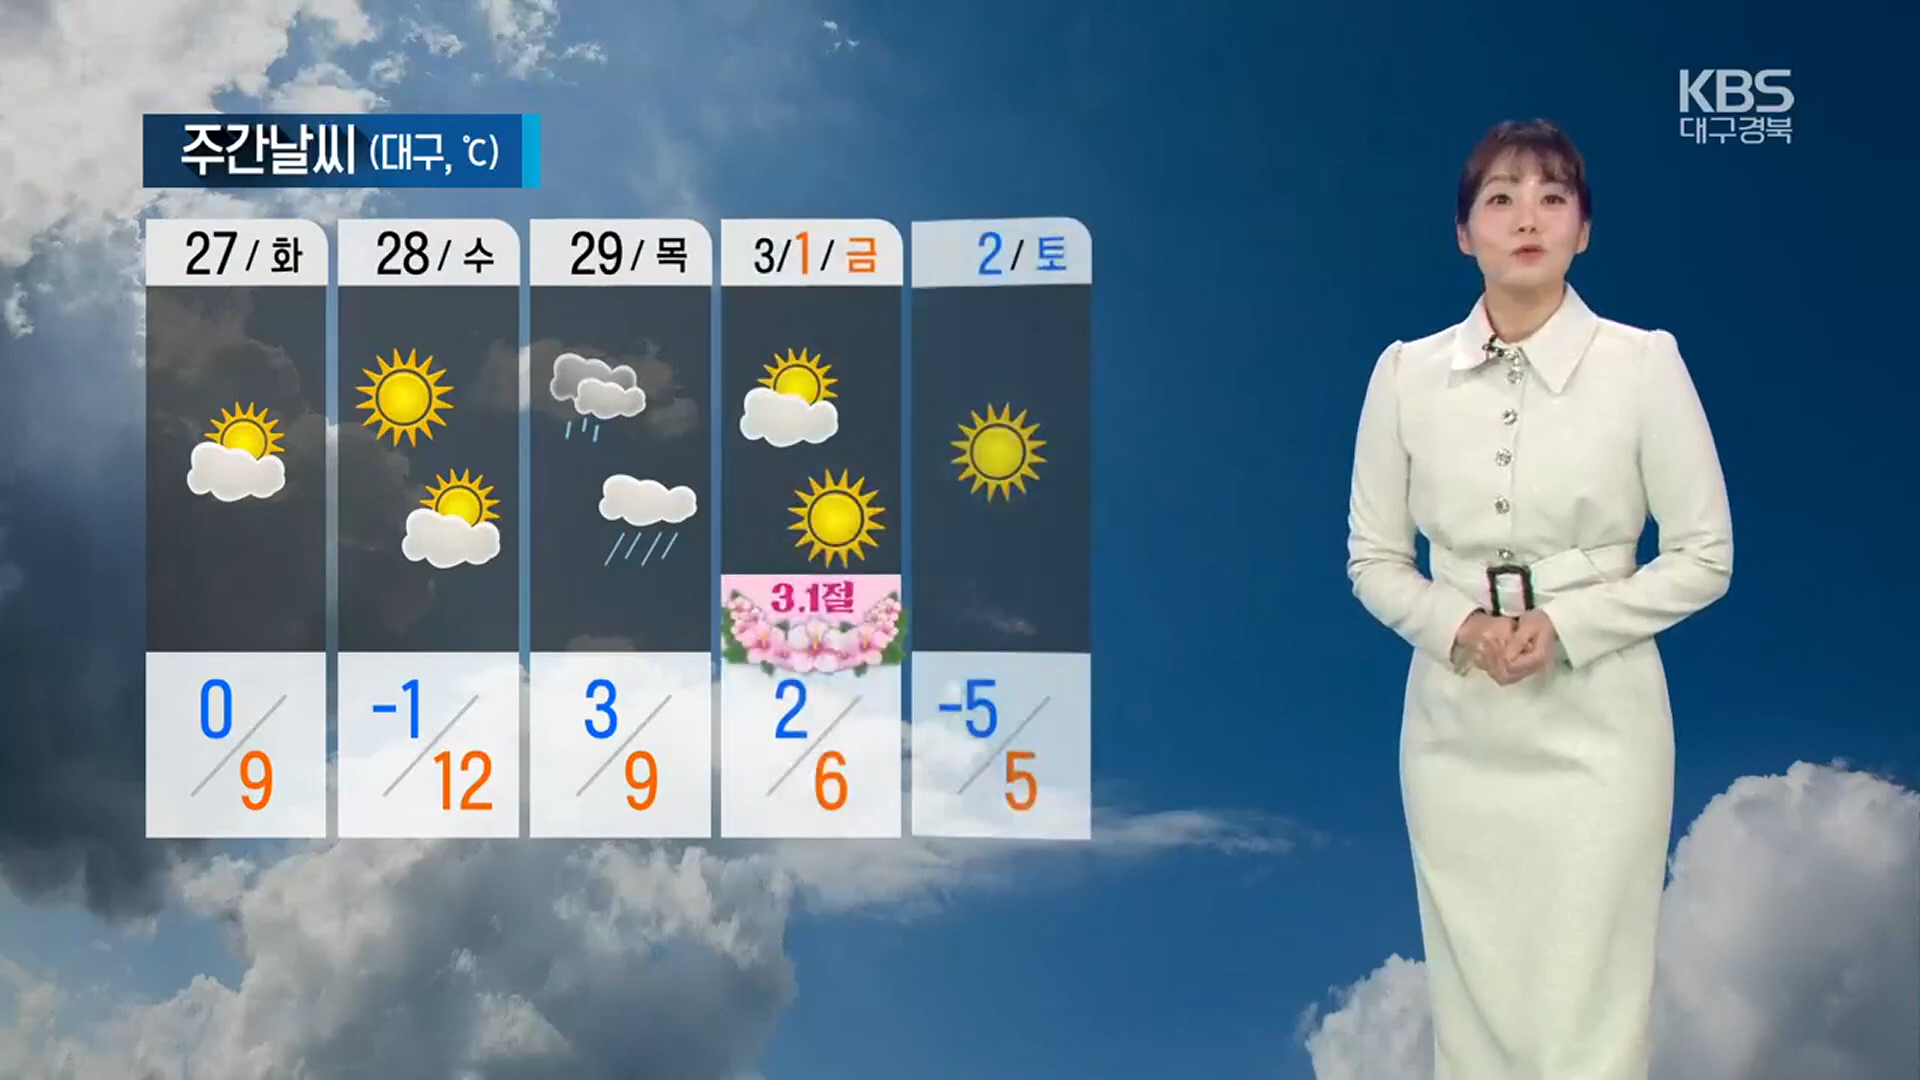 KBS
대구경북
주간날씨 (대구, ℃)
27 / 화
28 / 수
29 / 목
3/1 / 금
2 / 토
3.1절
0 / 9
-1 / 12
3 / 9
2 / 6
-5 / 5